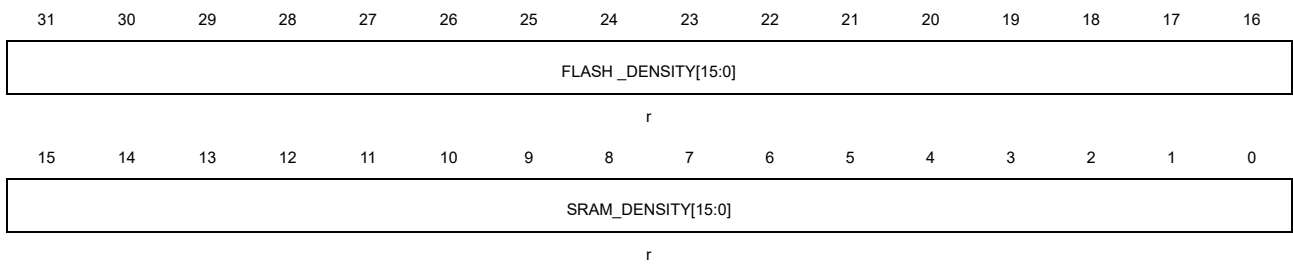 31 30 29 28 27 26 25 24 23 22 21 20 19 18 17 16
FLASH _DENSITY[15:0]
r
15 14 13 12 11 10 9 8 7 6 5 4 3 2 1 0
SRAM_DENSITY[15:0]
r